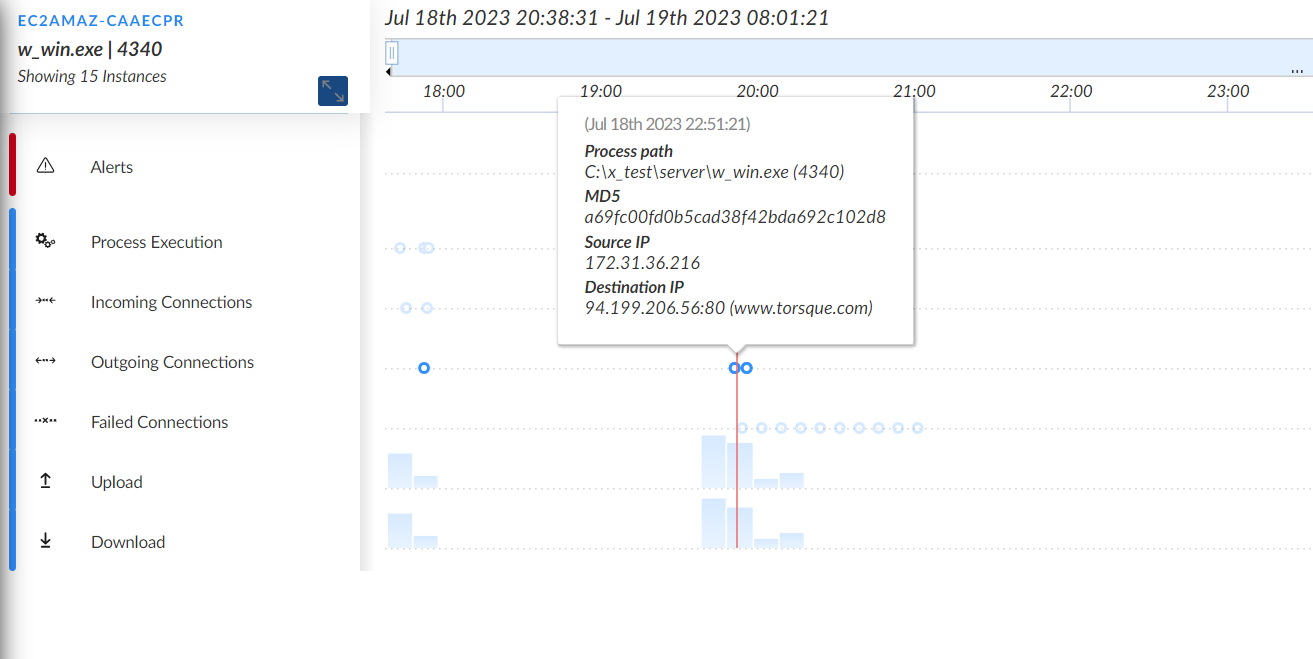 EC2AMAZ-CAAECPR
w_win.exe | 4340
Showing 15 Instances
Jul 18th 2023 20:38:31 - Jul 19th 2023 08:01:21
...
18:00 19:00 20:00 21:00 22:00 23:00
(Jul 18th 2023 22:51:21)
Process path
C:\x_test\server\w_win.exe (4340)
MD5
a69fc00fd0b5cad38f42bda692c102d8
Source IP
172.31.36.216
Destination IP
94.199.206.56:80 (www.torsque.com)
Alerts
Process Execution
Incoming Connections
Outgoing Connections
Failed Connections
Upload
Download